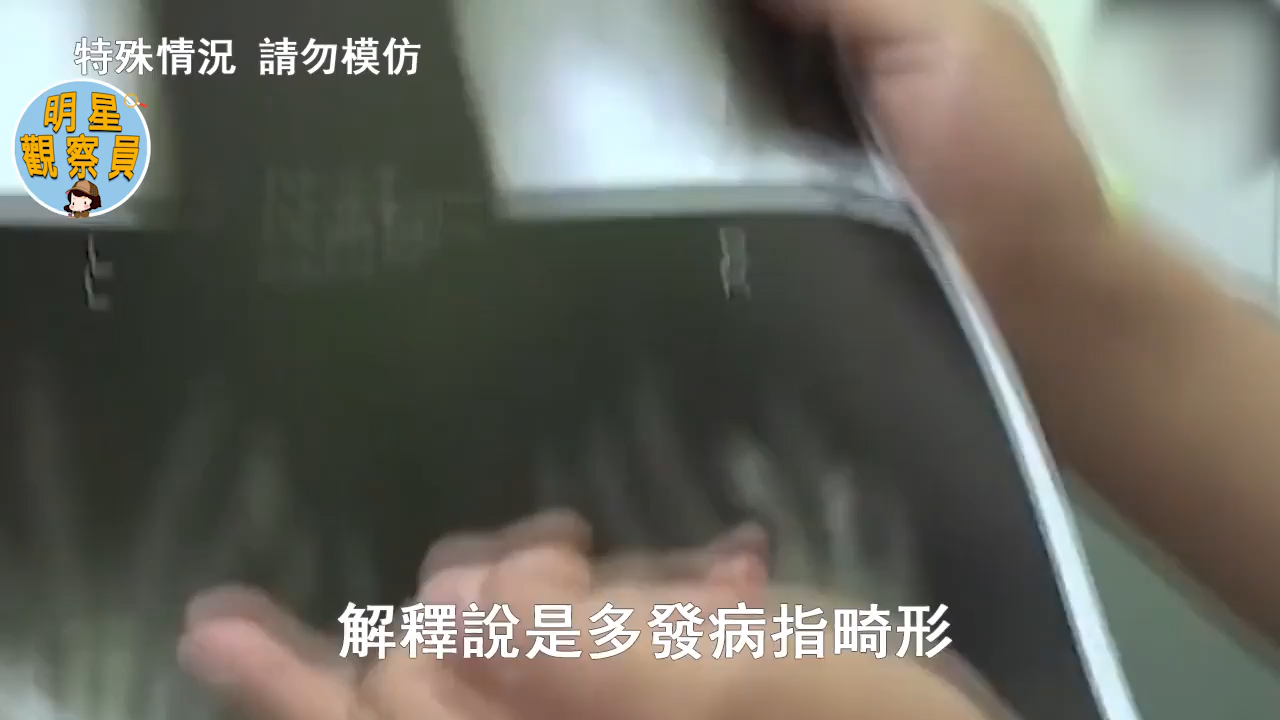 特殊情況 請勿模仿
明星
觀察員
解釋說是多發病指畸形